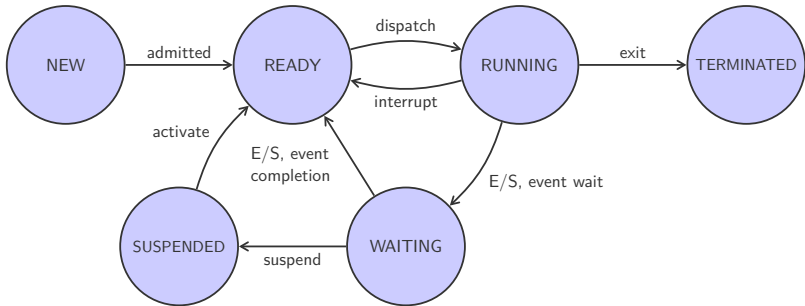 dispatch
NEW
admitted
READY
RUNNING
exit
TERMINATED
interrupt
activate
E/S, event
completion
E/S, event wait
SUSPENDED
suspend
WAITING